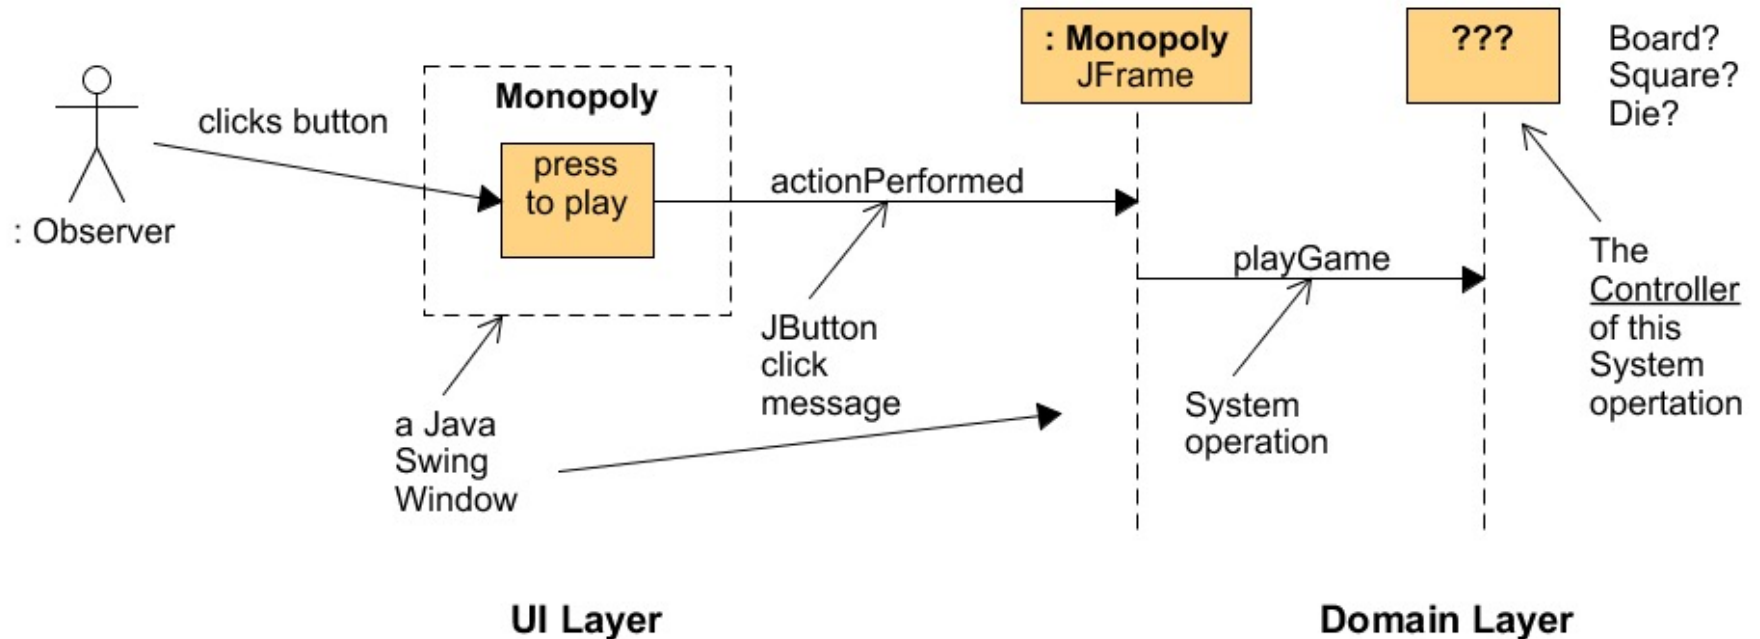 : Observer
clicks button
Monopoly
press
to play
actionPerformed
: Monopoly
JFrame
???
Board?
Square?
Die?
playGame
The
Controller
of this
System
opertation
JButton
click
message
System
operation
a Java
Swing
Window
UI Layer
Domain Layer